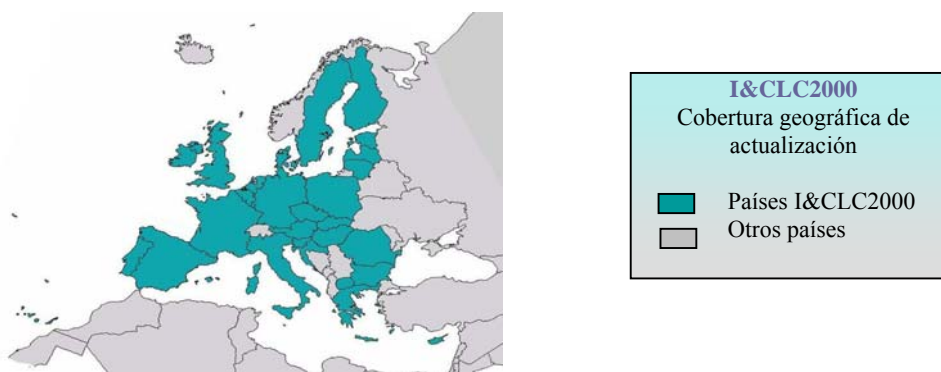 I&CLC2000
Cobertura geográfica de
actualización
Países I&CLC2000
Otros países